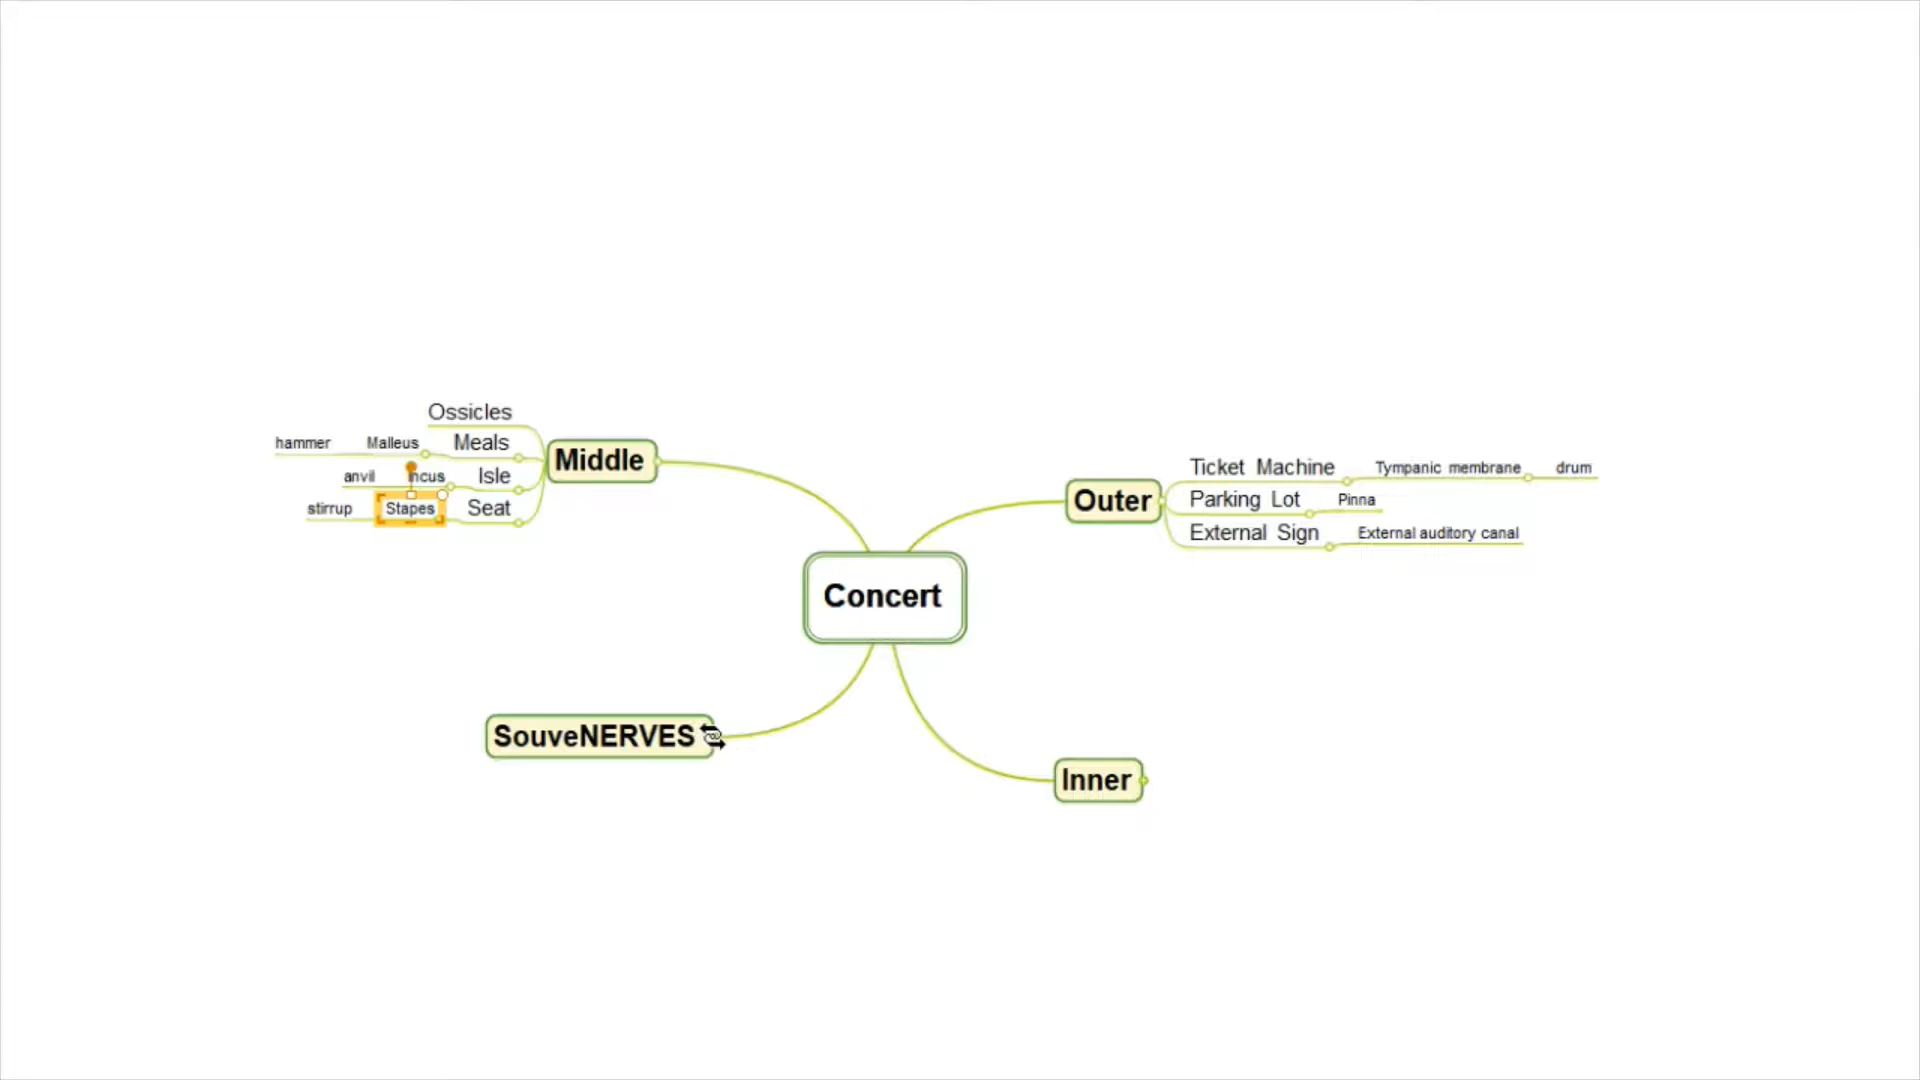 Ossicles
hammer Malleus Meals
anvil Incus Isle
stirrup Stapes Seat
Middle
Outer
Ticket Machine Tympanic membrane drum
Parking Lot Pinna
External Sign External auditory canal
Concert
SouveNERVES
Inner